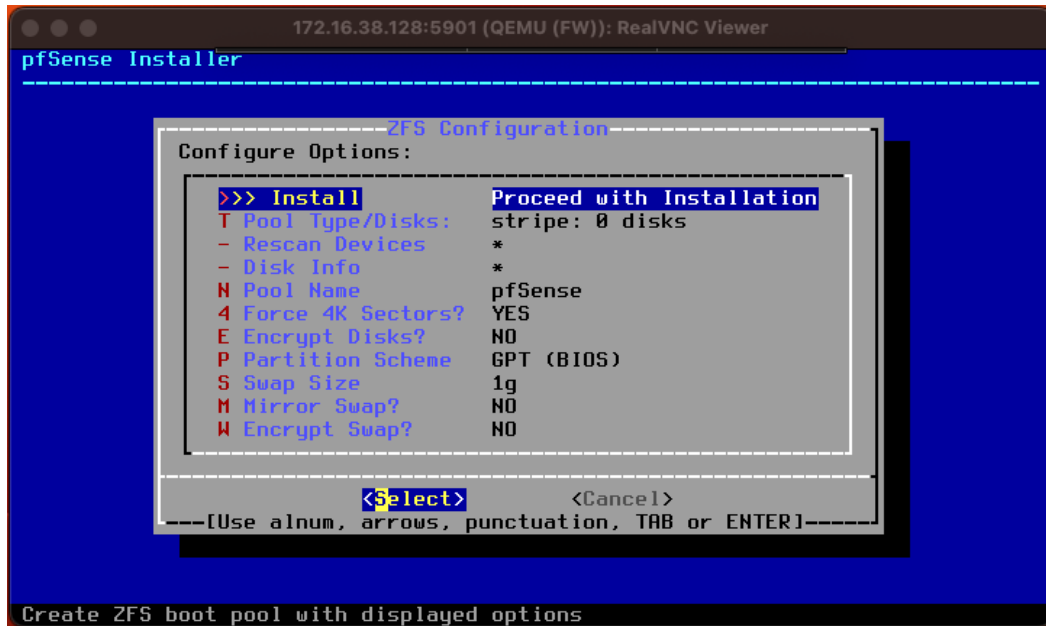 172.16.38.128:5901 (QEMU (FW)): RealVNC Viewer
pfSense Installer
ZFS Configuration
Configure Options:
>>> Install Proceed with Installation
T Pool Type/Disks: stripe: 0 disks
- Rescan Devices *
- Disk Info *
N Pool Name pfSense
4 Force 4K Sectors? YES
E Encrypt Disks? NO
P Partition Scheme GPT (BIOS)
S Swap Size 1g
M Mirror Swap? NO
W Encrypt Swap? NO
<Select> <Cancel>
[Use alnum, arrows, punctuation, TAB or ENTER]
Create ZFS boot pool with displayed options